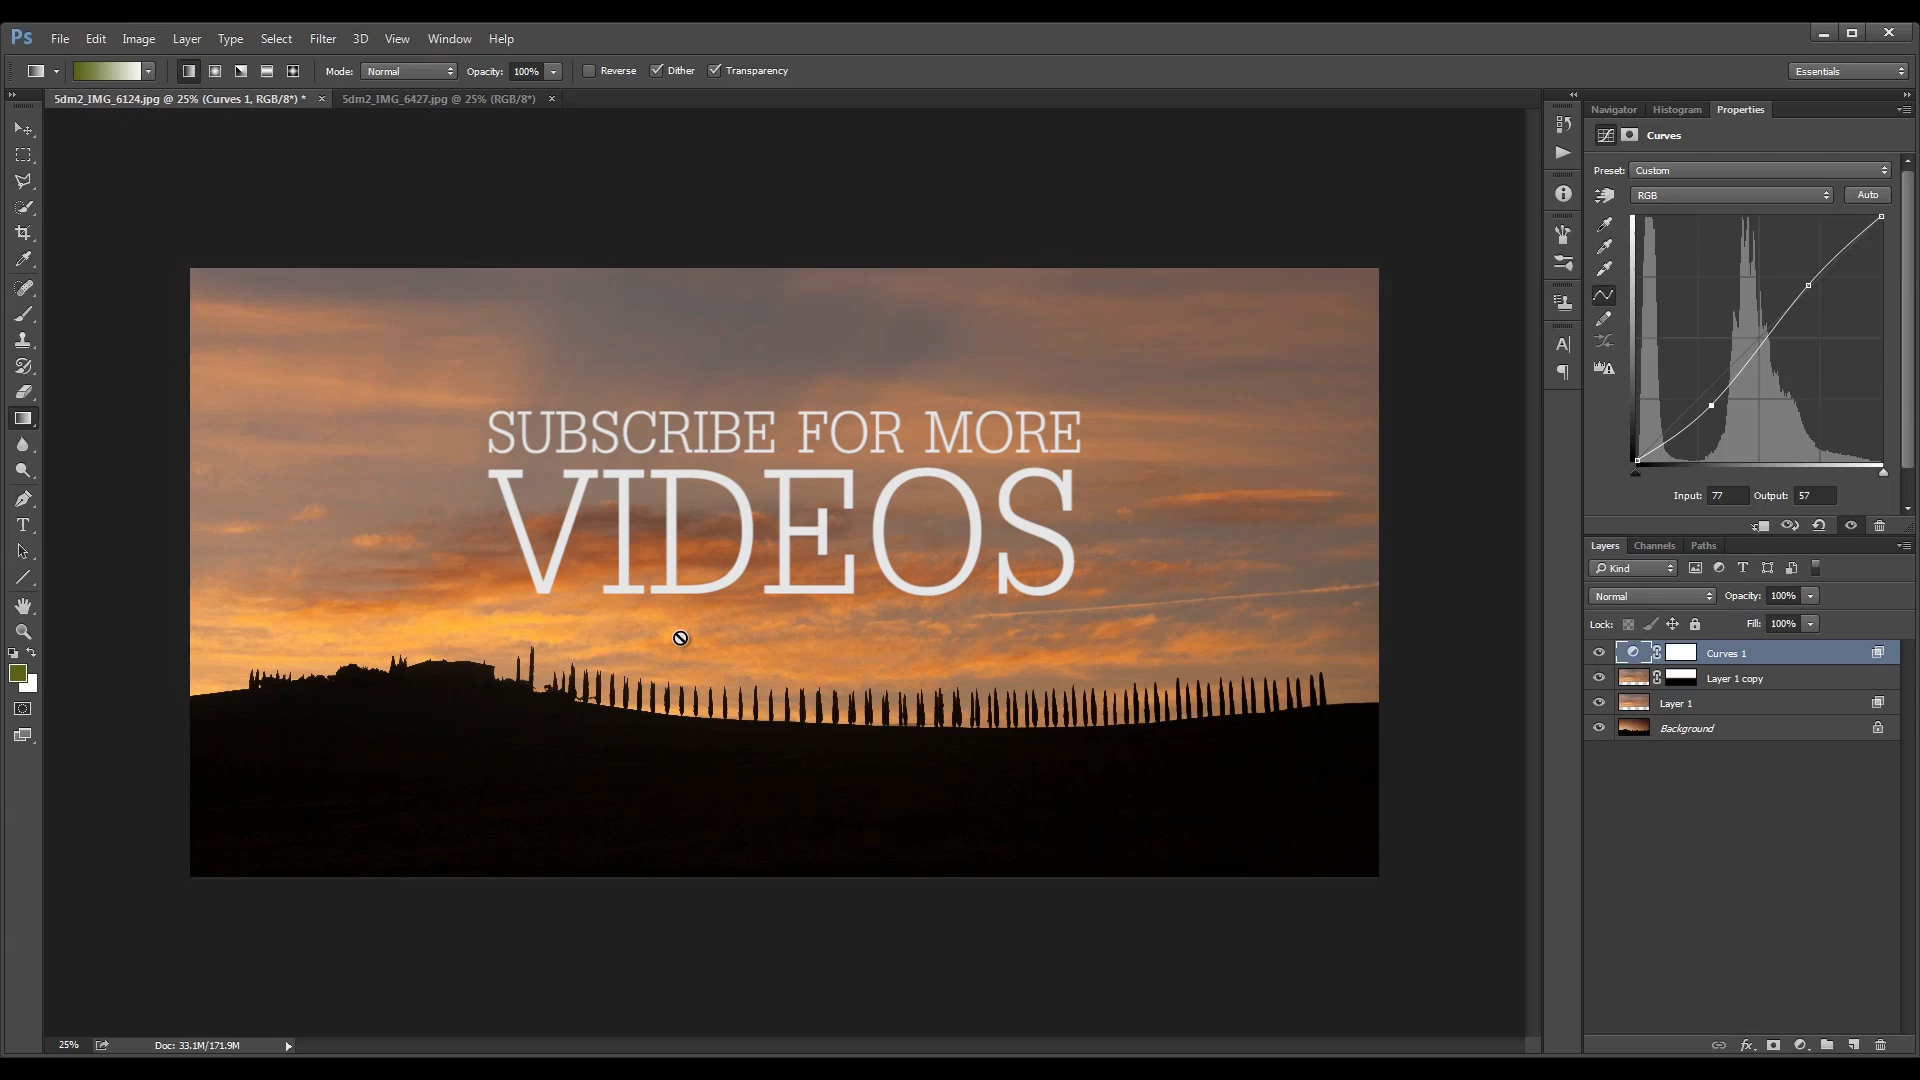 Ps File Edit Image Layer Type Select Filter 3D View Window Help
Mode: Normal Opacity: 100% Reverse Dither Transparency Essentials
5dm2_IMG_6124.jpg @ 25% (Curves 1, RGB/8*) * × 5dm2_IMG_6427.jpg @ 25% (RGB/8*) ×
Navigator Histogram Properties
Curves
Preset: Custom
RGB Auto
SUBSCRIBE FOR MORE
VIDEOS
Input: 77 Output: 57
Layers Channels Paths
Kind
Normal Opacity: 100%
Lock: Fill: 100%
Curves 1
Layer 1 copy
Layer 1
Background
25% Doc: 33.1M/171.9M